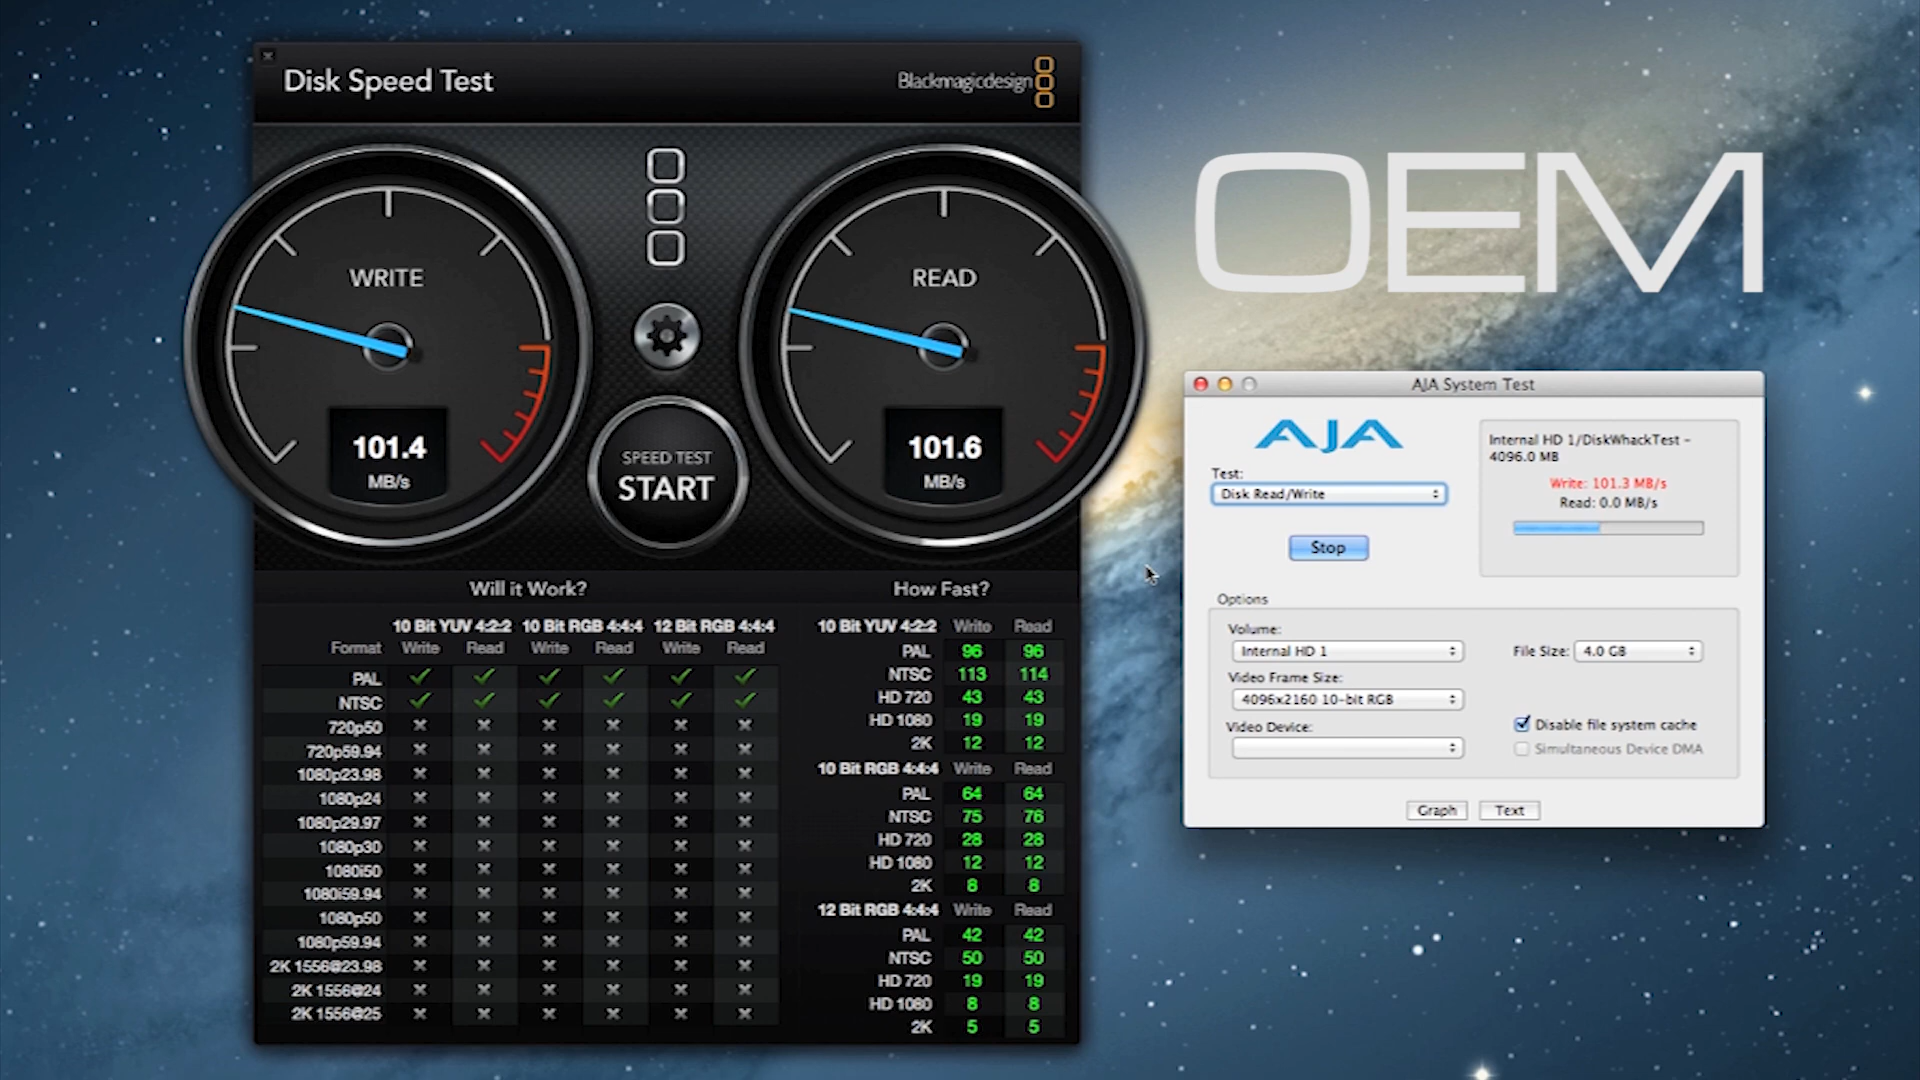 Disk Speed Test
Blackmagicdesign
OEM
WRITE
READ
101.4
MB/s
101.6
MB/s
SPEED TEST
START
Will it Work?
How Fast?
10 Bit YUV 4:2:2 10 Bit RGB 4:4:4 12 Bit RGB 4:4:4
Format Write Read Write Read Write Read
PAL
NTSC
720p50
720p59.94
1080p23.98
1080p24
1080p29.97
1080p30
1080i50
1080i59.94
1080p50
1080p59.94
2K 1556@23.98
2K 1556@24
2K 1556@25
10 Bit YUV 4:2:2 Write Read
PAL 96 96
NTSC 113 114
HD 720 43 43
HD 1080 19 19
2K 12 12
10 Bit RGB 4:4:4 Write Read
PAL 64 64
NTSC 75 76
HD 720 28 28
HD 1080 12 12
2K 8 8
12 Bit RGB 4:4:4 Write Read
PAL 42 42
NTSC 50 50
HD 720 19 19
HD 1080 8 8
2K 5 5
AJA System Test
AJA
Test:
Disk Read/Write
Stop
Internal HD 1/DiskWhackTest -
4096.0 MB
Write: 101.3 MB/s
Read: 0.0 MB/s
Options
Volume:
Internal HD 1
File Size: 4.0 GB
Video Frame Size:
4096x2160 10-bit RGB
Video Device:
Disable file system cache
Simultaneous Device DMA
Graph
Text